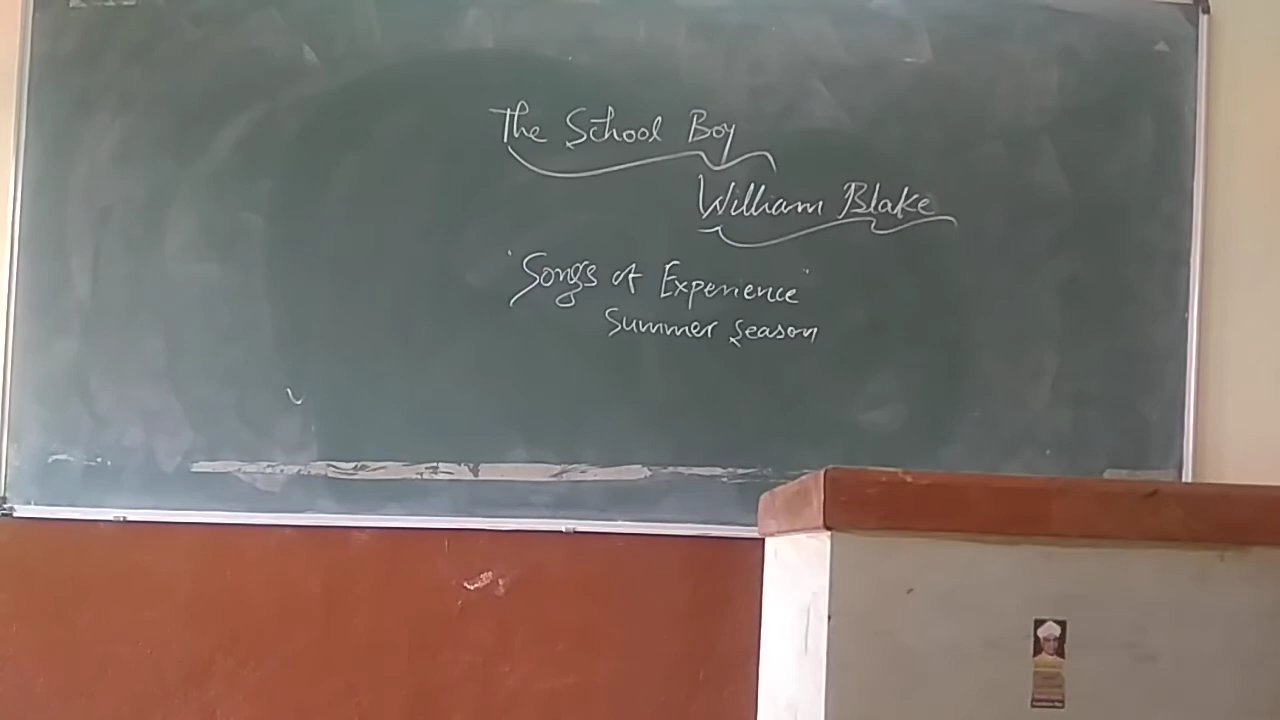 The School Boy
William Blake
'Songs of Experience'
Summer season